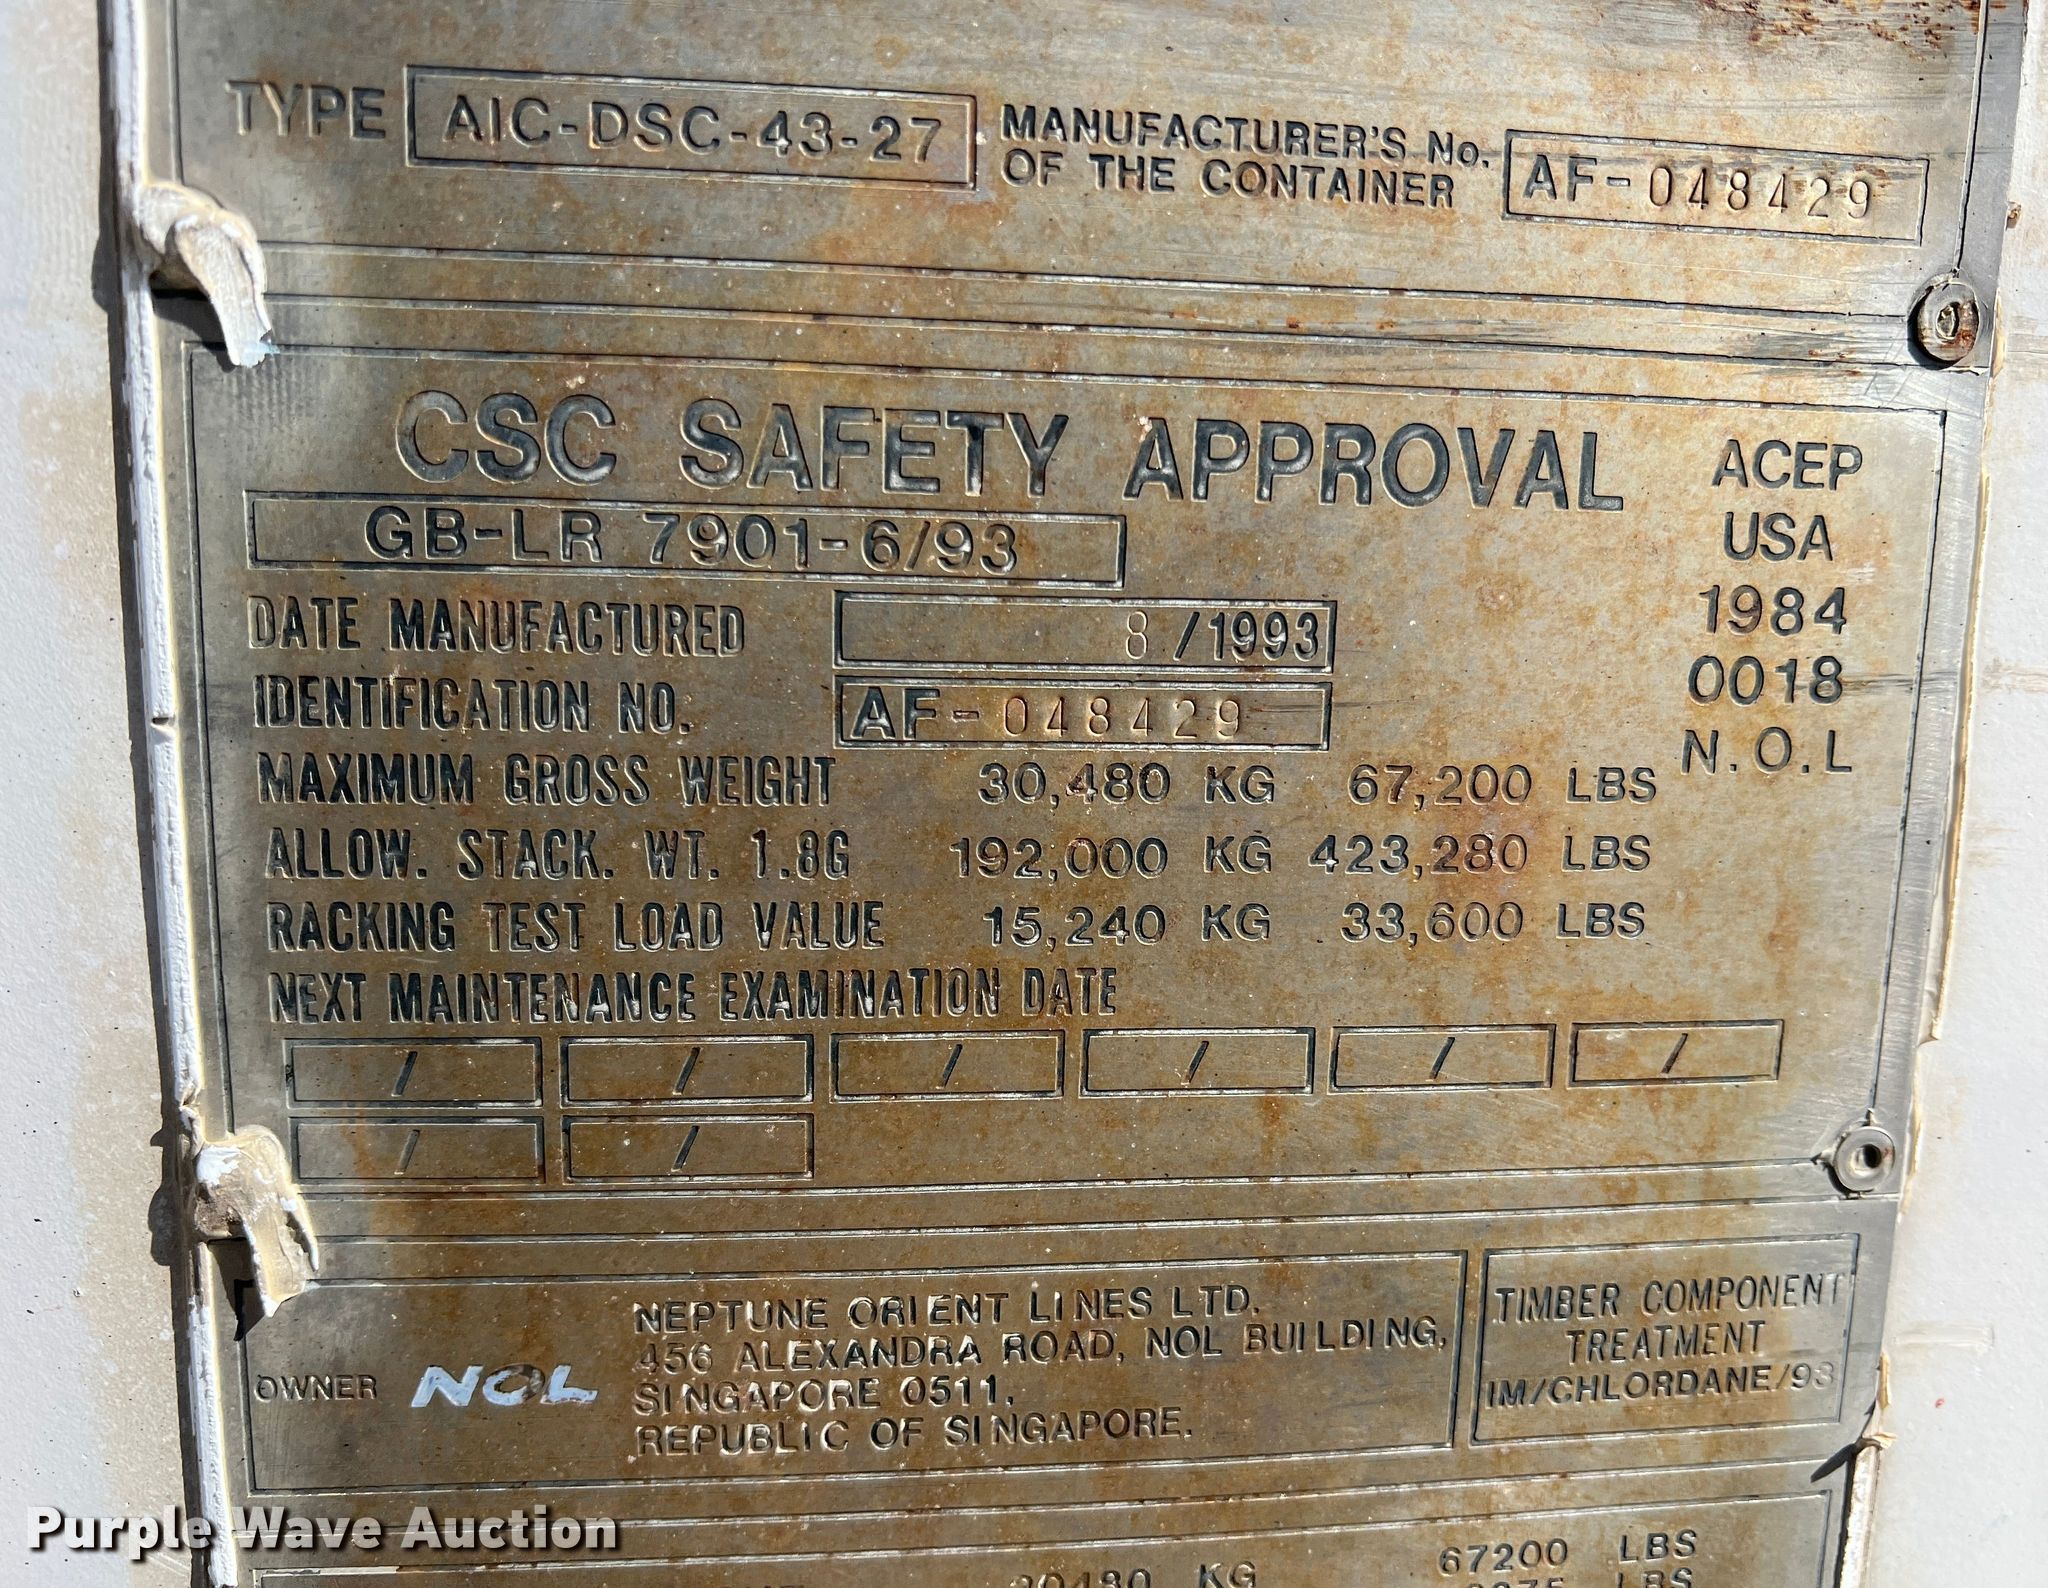 TYPE AIC-DSC-43-27 MANUFACTURER'S No. OF THE CONTAINER AF-048429
CSC SAFETY APPROVAL
GB-LR 7901-6/93
ACEP
USA
1984
0018
N.O.L
DATE MANUFACTURED 8/1993
IDENTIFICATION NO. AF-048429
MAXIMUM GROSS WEIGHT 30,480 KG 67,200 LBS
ALLOW. STACK. WT. 1.8G 192,000 KG 423,280 LBS
RACKING TEST LOAD VALUE 15,240 KG 33,600 LBS
NEXT MAINTENANCE EXAMINATION DATE
/ / / / / /
/ /
OWNER NOL
NEPTUNE ORIENT LINES LTD.
456 ALEXANDRA ROAD, NOL BUILDING,
SINGAPORE 0511,
REPUBLIC OF SINGAPORE.
TIMBER COMPONENT
TREATMENT
IM/CHLORDANE/93
Purple Wave Auction
30480 KG 67200 LBS
LBS